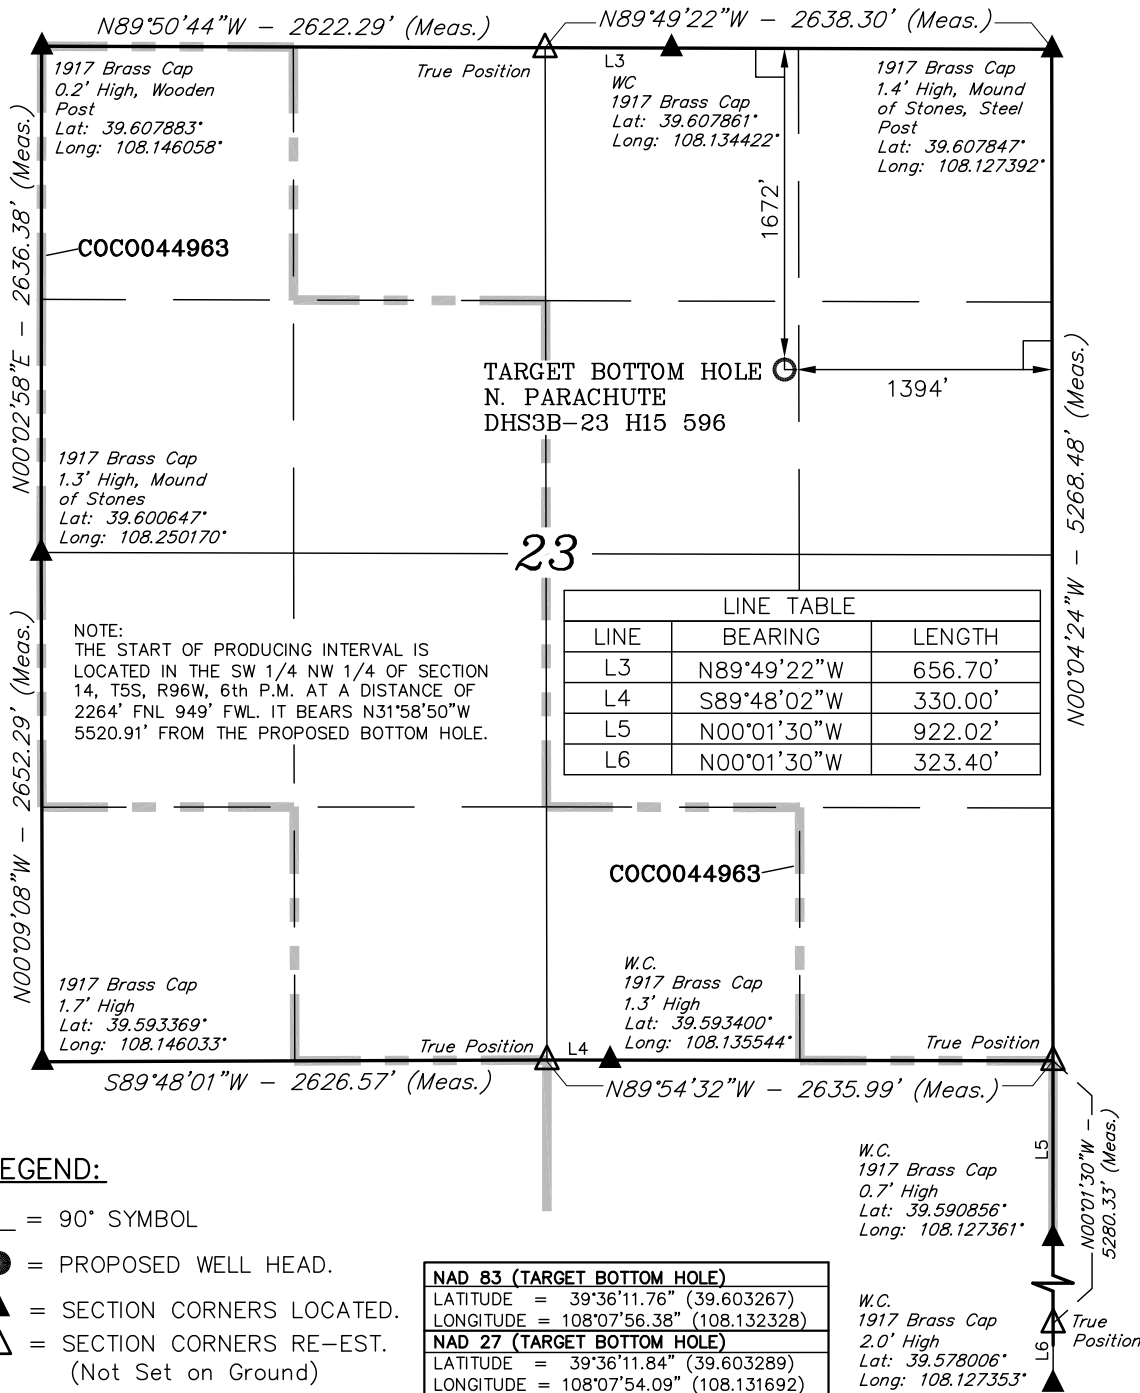 N89°50'44"W - 2622.29' (Meas.)
N89°49'22"W - 2638.30' (Meas.)
True Position
L3
WC
1917 Brass Cap
Lat: 39.607861°
Long: 108.134422°
1917 Brass Cap
0.2' High, Wooden
Post
Lat: 39.607883°
Long: 108.146058°
1917 Brass Cap
1.4' High, Mound
of Stones, Steel
Post
Lat: 39.607847°
Long: 108.127392°
N00°02'58"E - 2636.38' (Meas.)
COCO044963
1672'
TARGET BOTTOM HOLE
N. PARACHUTE
DHS3B-23 H15 596
1394'
N00°04'24"W - 5268.48' (Meas.)
1917 Brass Cap
1.3' High, Mound
of Stones
Lat: 39.600647°
Long: 108.250170°
23
NOTE:
THE START OF PRODUCING INTERVAL IS
LOCATED IN THE SW 1/4 NW 1/4 OF SECTION
14, T5S, R96W, 6th P.M. AT A DISTANCE OF
2264' FNL 949' FWL. IT BEARS N31°58'50"W
5520.91' FROM THE PROPOSED BOTTOM HOLE.
LINE TABLE
LINE BEARING LENGTH
L3 N89°49'22"W 656.70'
L4 S89°48'02"W 330.00'
L5 N00°01'30"W 922.02'
L6 N00°01'30"W 323.40'
N00°09'08"W - 2652.29' (Meas.)
COCO044963
1917 Brass Cap
1.7' High
Lat: 39.593369°
Long: 108.146033°
W.C.
1917 Brass Cap
1.3' High
Lat: 39.593400°
Long: 108.135544°
True Position
L4
True Position
S89°48'01"W - 2626.57' (Meas.)
N89°54'32"W - 2635.99' (Meas.)
W.C.
1917 Brass Cap
0.7' High
Lat: 39.590856°
Long: 108.127361°
L5
N00°01'30"W -
5280.33' (Meas.)
W.C.
1917 Brass Cap
2.0' High
Lat: 39.578006°
Long: 108.127353°
L6
True
Position
EGEND:
= 90° SYMBOL
= PROPOSED WELL HEAD.
= SECTION CORNERS LOCATED.
= SECTION CORNERS RE-EST.
(Not Set on Ground)
NAD 83 (TARGET BOTTOM HOLE)
LATITUDE = 39°36'11.76" (39.603267)
LONGITUDE = 108°07'56.38" (108.132328)
NAD 27 (TARGET BOTTOM HOLE)
LATITUDE = 39°36'11.84" (39.603289)
LONGITUDE = 108°07'54.09" (108.131692)